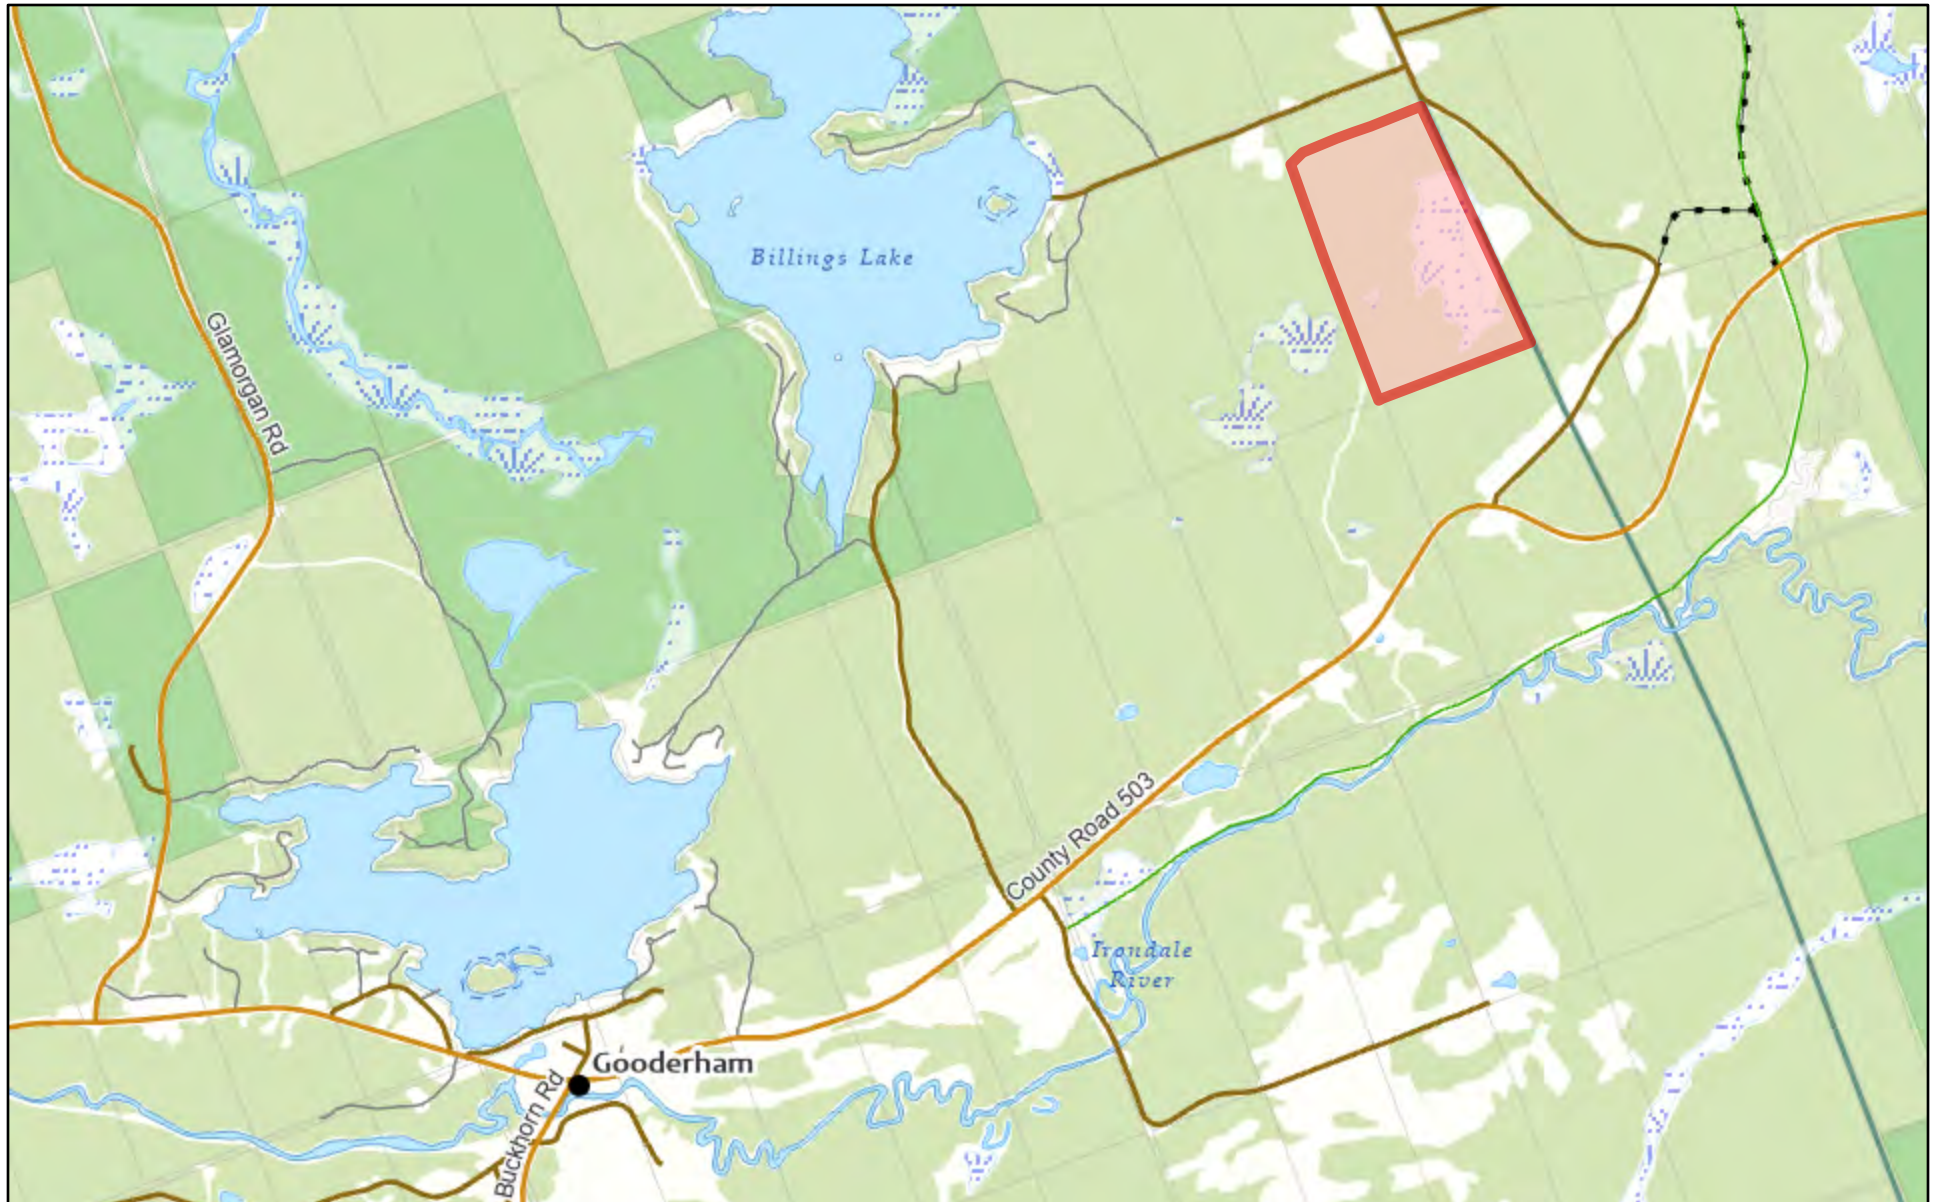 Billings Lake
Glamorgan Rd
County Road 503
Irondale
River
Gooderham
Buckhorn Rd